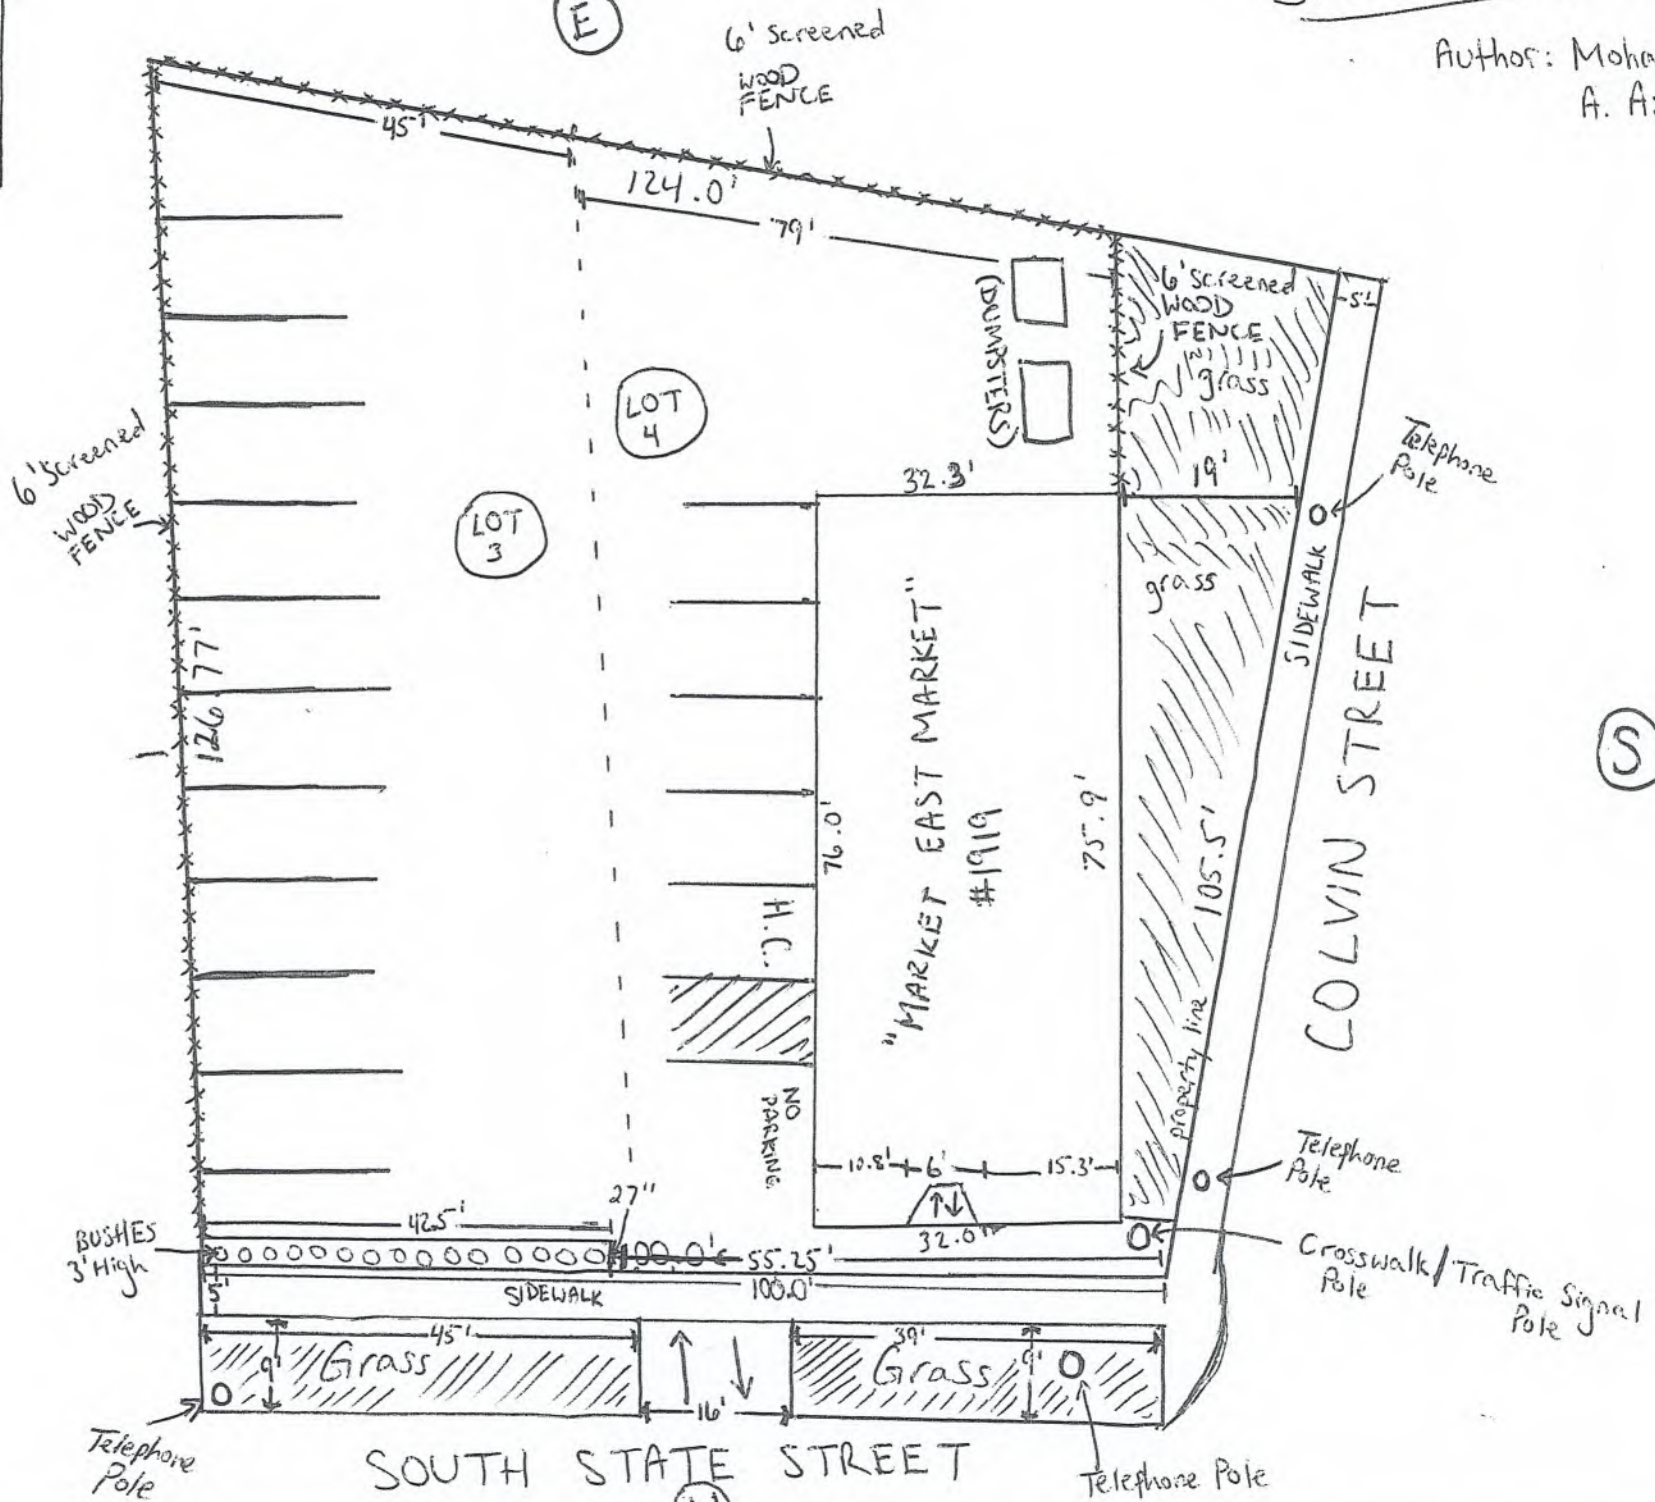 E
6' Screened
WOOD
FENCE
Author: Moha
A. A
45'
124.0'
79'
(DUMPSTERS)
6' Screened
WOOD
FENCE
grass
5'
LOT
4
LOT
3
6' Screened
WOOD
FENCE
126.77'
32.3'
19'
Telephone
Pole
grass
SIDEWALK
COLVIN STREET
S
"MARKET EAST MARKET"
#1919
76.0'
75.9'
105.5'
property line
H.C.
NO
PARKING
10.8'
6'
15.3'
32.0'
Telephone
Pole
Crosswalk/Traffic Signal
Pole
Pole
27"
42.5'
BUSHES
3' High
100.0'
55.25'
5'
SIDEWALK
100.0'
45'
9'
Grass
16'
39'
9'
Grass
Telephone
Pole
SOUTH STATE STREET
Telephone Pole